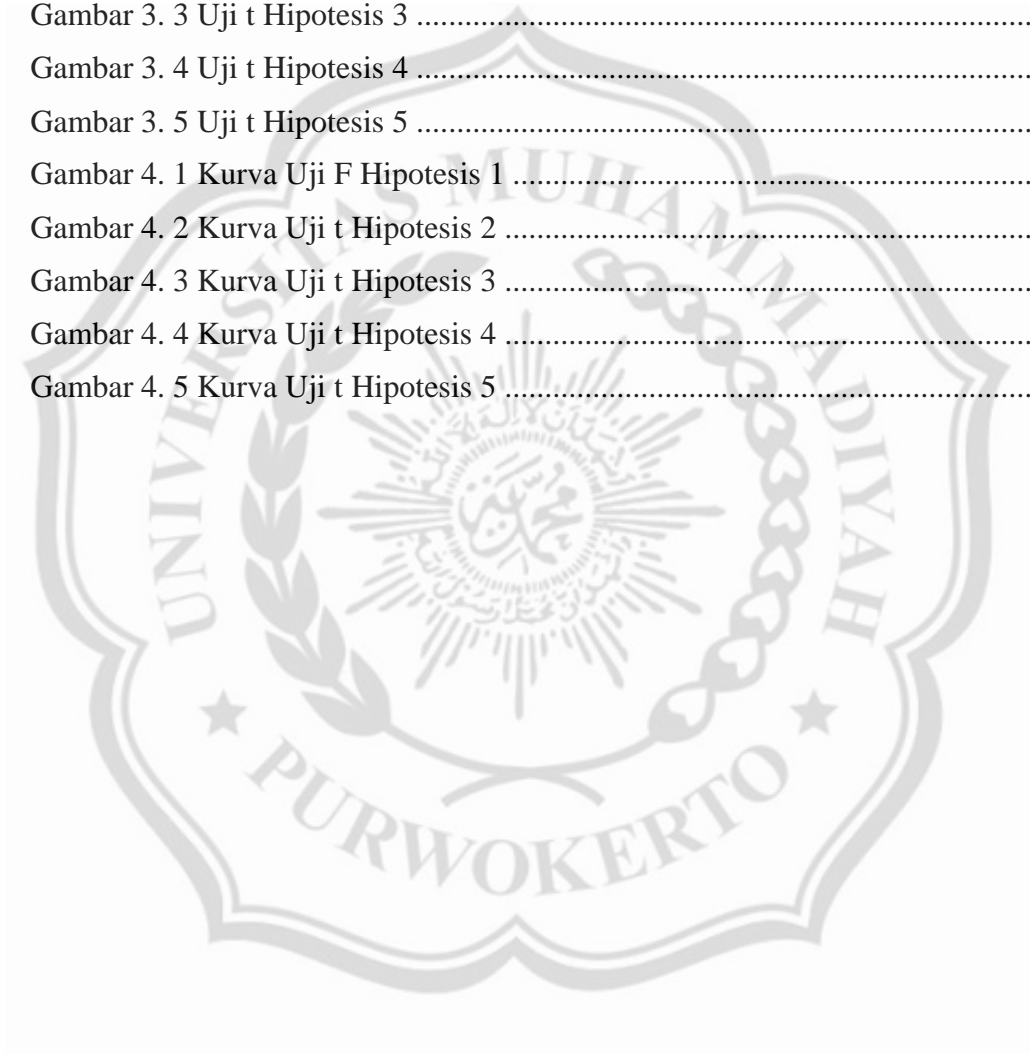 Gambar 3. 3 Uji t Hipotesis 3 ....................................................................................
Gambar 3. 4 Uji t Hipotesis 4 ....................................................................................
Gambar 3. 5 Uji t Hipotesis 5 ....................................................................................
Gambar 4. 1 Kurva Uji F Hipotesis 1 ......................................................................
Gambar 4. 2 Kurva Uji t Hipotesis 2 .......................................................................
Gambar 4. 3 Kurva Uji t Hipotesis 3 .......................................................................
Gambar 4. 4 Kurva Uji t Hipotesis 4 .......................................................................
Gambar 4. 5 Kurva Uji t Hipotesis 5 .......................................................................
UNIVERSITAS MUHAMMADIYAH
محمدية
PURWOKERTO